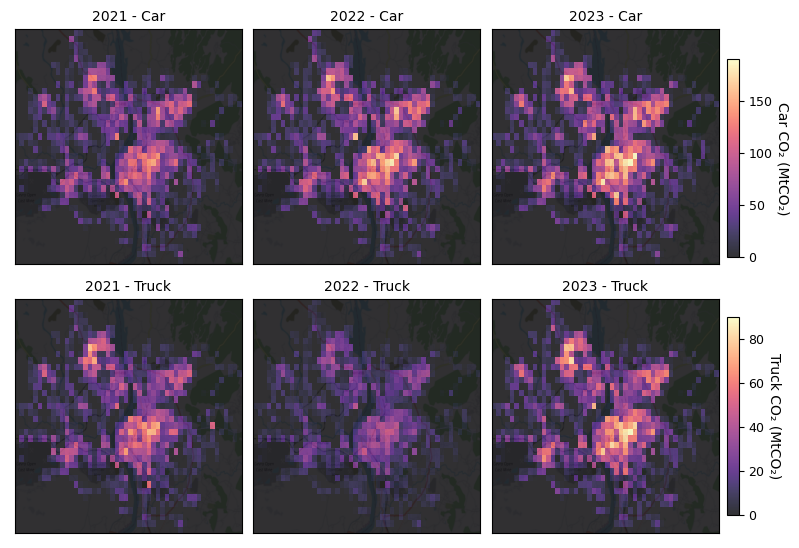 2021 - Car
2022 - Car
2023 - Car
150
100
50
0
Car CO₂ (MtCO₂)
2021 - Truck
2022 - Truck
2023 - Truck
80
60
40
20
0
Truck CO₂ (MtCO₂)